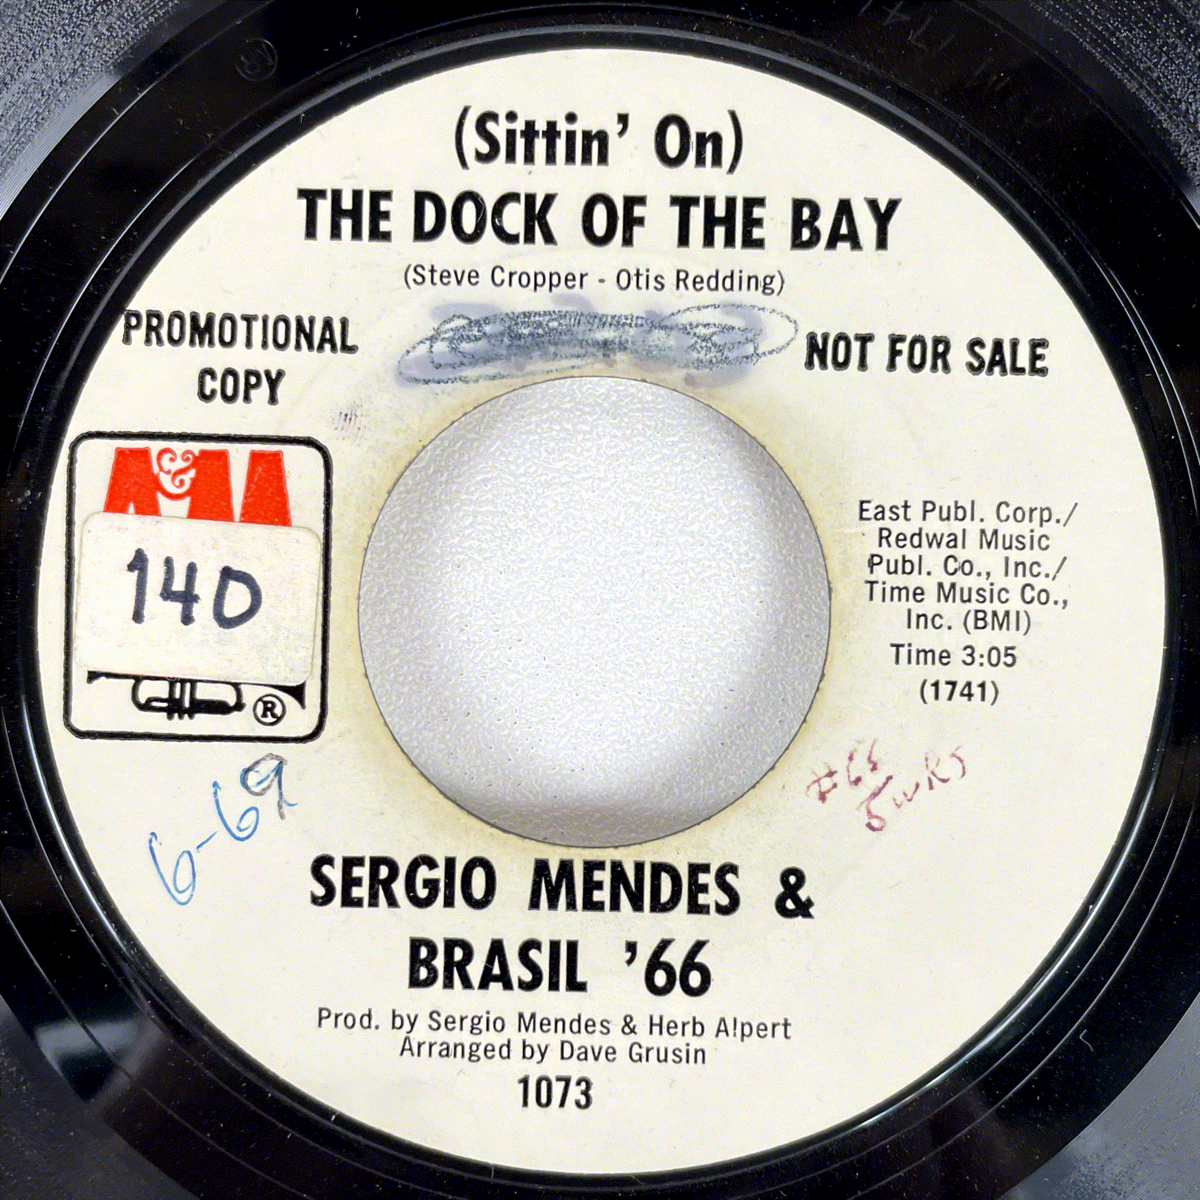 (Sittin' On)
THE DOCK OF THE BAY
(Steve Cropper - Otis Redding)
PROMOTIONAL
COPY
NOT FOR SALE
A&M
140
®
East Publ. Corp./
Redwal Music
Publ. Co., Inc./
Time Music Co.,
Inc. (BMI)
Time 3:05
(1741)
6-69
#66
5wks
SERGIO MENDES &
BRASIL '66
Prod. by Sergio Mendes & Herb Alpert
Arranged by Dave Grusin
1073